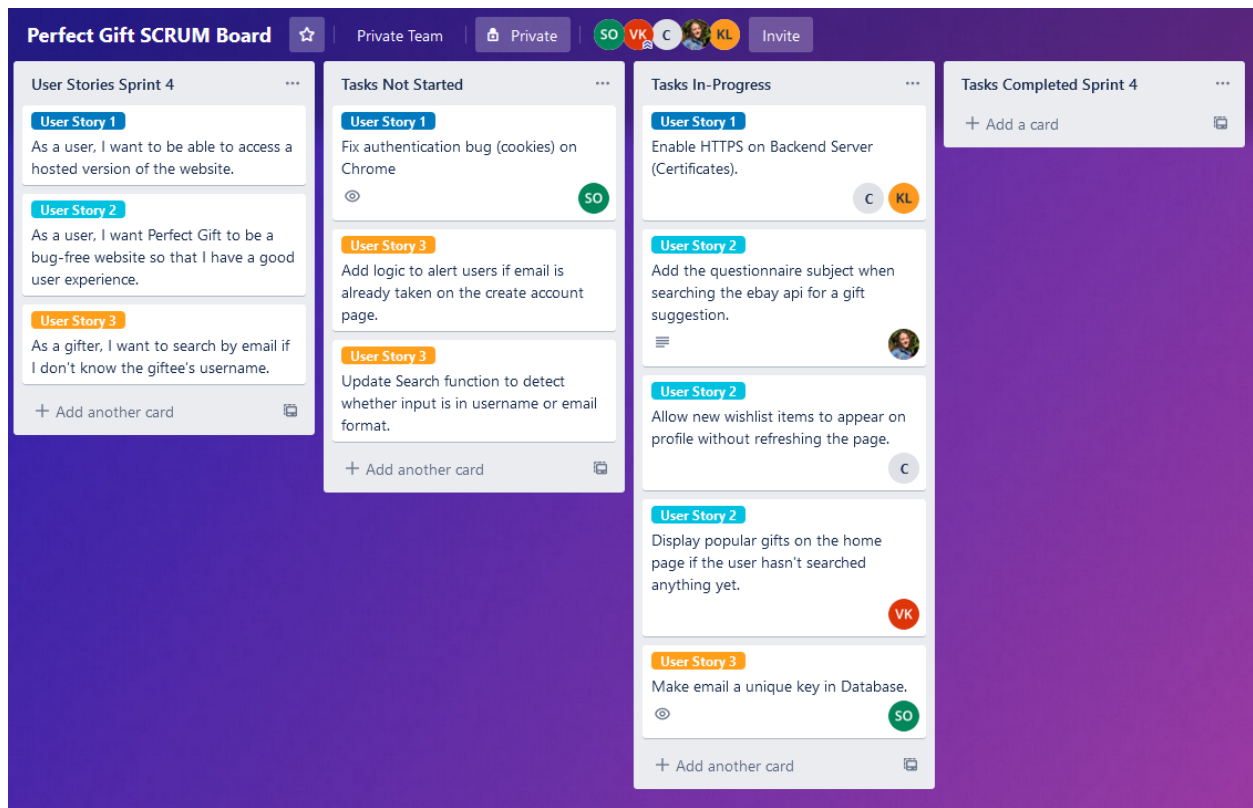 Perfect Gift SCRUM Board
Private Team
Private
SO
VK
C
KL
Invite
User Stories Sprint 4
User Story 1
As a user, I want to be able to access a
hosted version of the website.
User Story 2
As a user, I want Perfect Gift to be a
bug-free website so that I have a good
user experience.
User Story 3
As a gifter, I want to search by email if
I don't know the giftee's username.
+ Add another card
Tasks Not Started
User Story 1
Fix authentication bug (cookies) on
Chrome
SO
User Story 3
Add logic to alert users if email is
already taken on the create account
page.
User Story 3
Update Search function to detect
whether input is in username or email
format.
+ Add another card
Tasks In-Progress
User Story 1
Enable HTTPS on Backend Server
(Certificates).
C
KL
User Story 2
Add the questionnaire subject when
searching the ebay api for a gift
suggestion.
User Story 2
Allow new wishlist items to appear on
profile without refreshing the page.
C
User Story 2
Display popular gifts on the home
page if the user hasn't searched
anything yet.
VK
User Story 3
Make email a unique key in Database.
SO
+ Add another card
Tasks Completed Sprint 4
+ Add a card